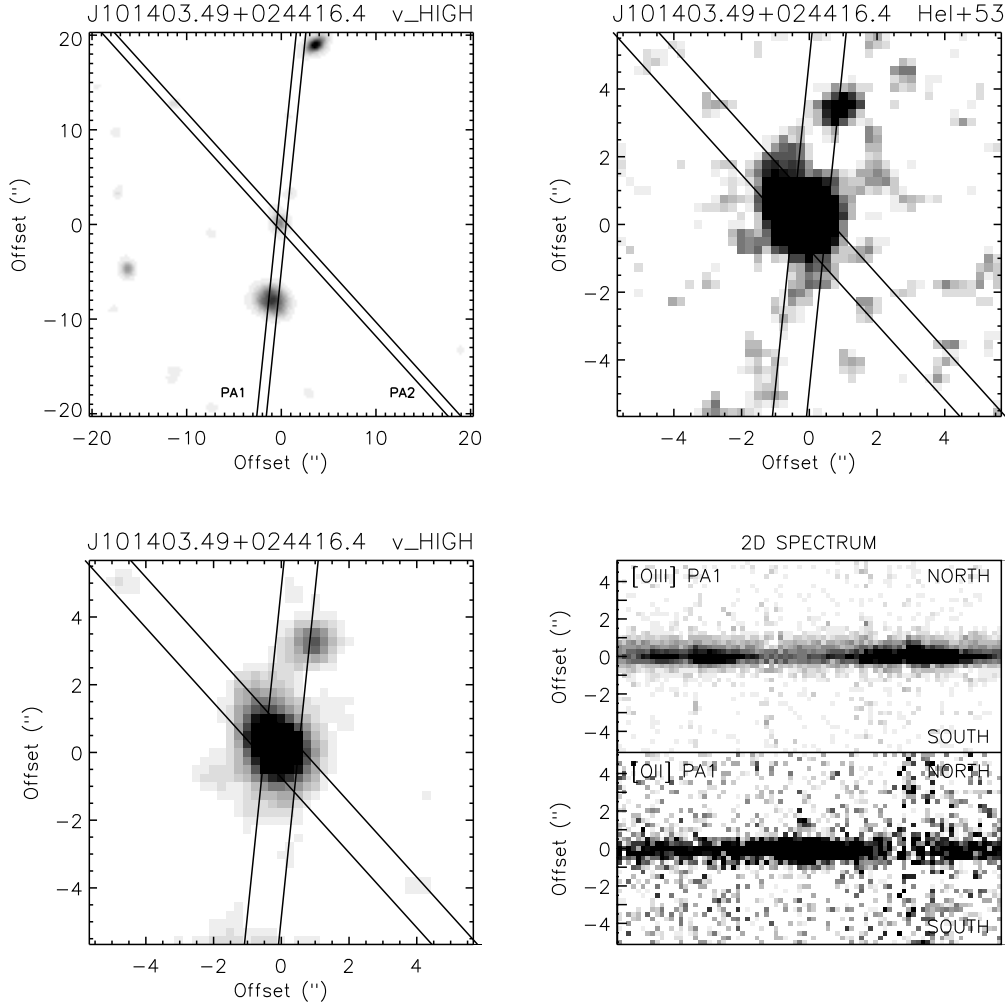 J101403.49+024416.4 v_HIGH
20
10
0
−10
−20
Offset ('')
PA1 PA2
−20 −10 0 10 20
Offset ('')
J101403.49+024416.4 HeI+53
4
2
0
−2
−4
Offset ('')
−4 −2 0 2 4
Offset ('')
J101403.49+024416.4 v_HIGH
4
2
0
−2
−4
Offset ('')
−4 −2 0 2 4
Offset ('')
2D SPECTRUM
[OIII] PA1 NORTH
4
2
0
−2
−4
Offset ('')
SOUTH
[OII] PA1 NORTH
4
2
0
−2
−4
Offset ('')
SOUTH